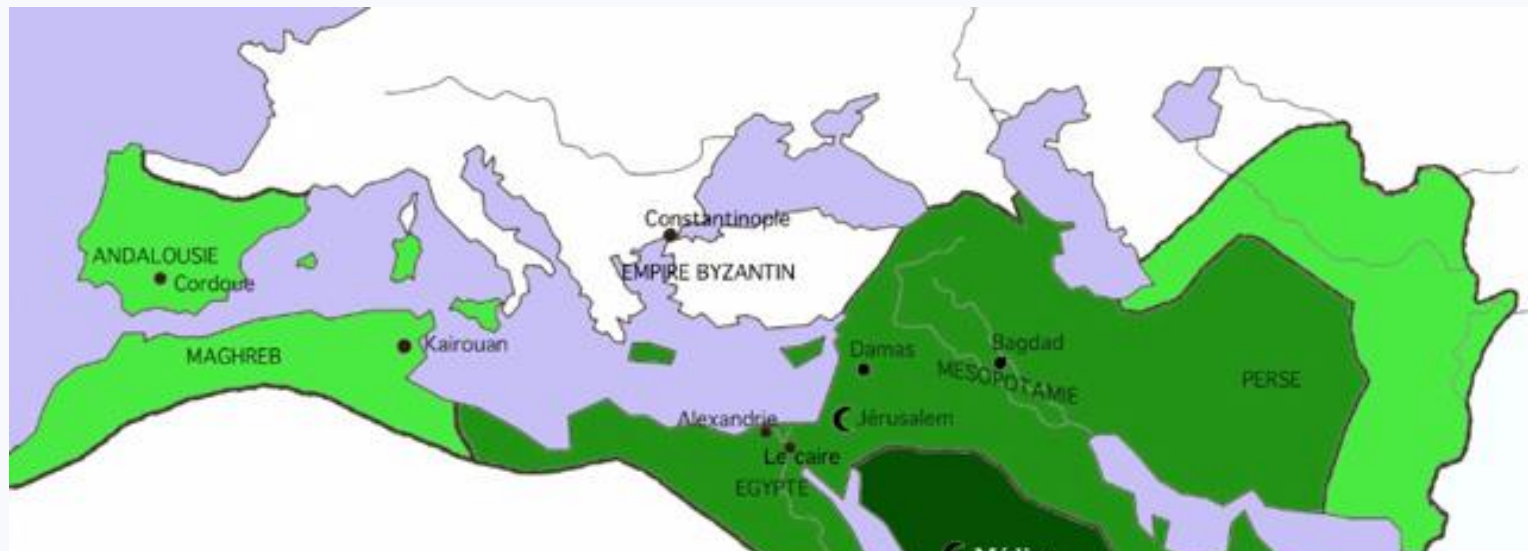 Constantinople
ANDALOUSIE
EMPIRE BYZANTIN
Cordoue
Kairouan
Bagdad
Damas
MAGHREB
MESOPOTAMIE
PERSE
Alexandrie
Jérusalem
Le caire
EGYPTE